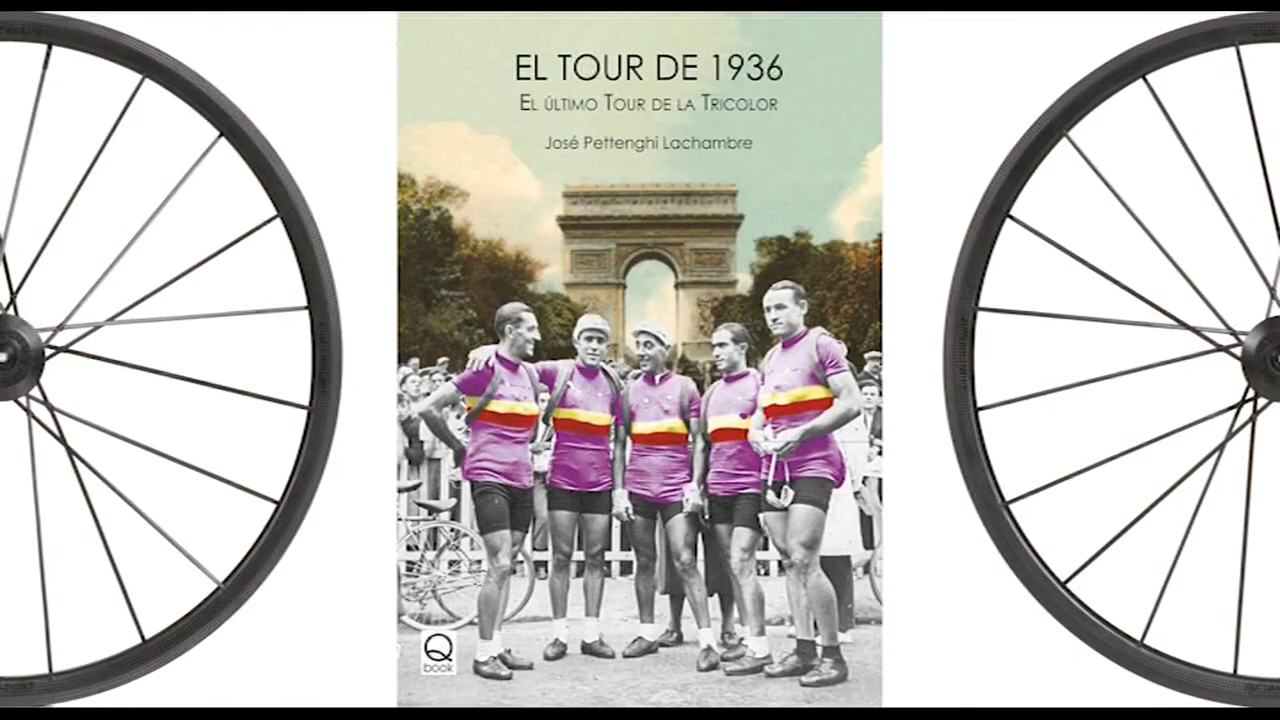 EL TOUR DE 1936
EL ÚLTIMO TOUR DE LA TRICOLOR
José Pettenghi Lachambre
Q
book